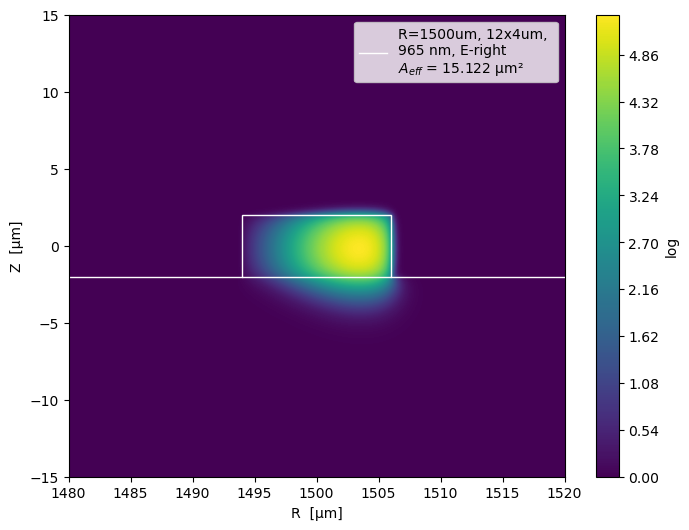 R=1500um, 12x4um,
965 nm, E-right
A_eff = 15.122 µm²
15
10
5
0
−5
−10
−15
Z [µm]
1480 1485 1490 1495 1500 1505 1510 1515 1520
R [µm]
4.86
4.32
3.78
3.24
2.70
2.16
1.62
1.08
0.54
0.00
log